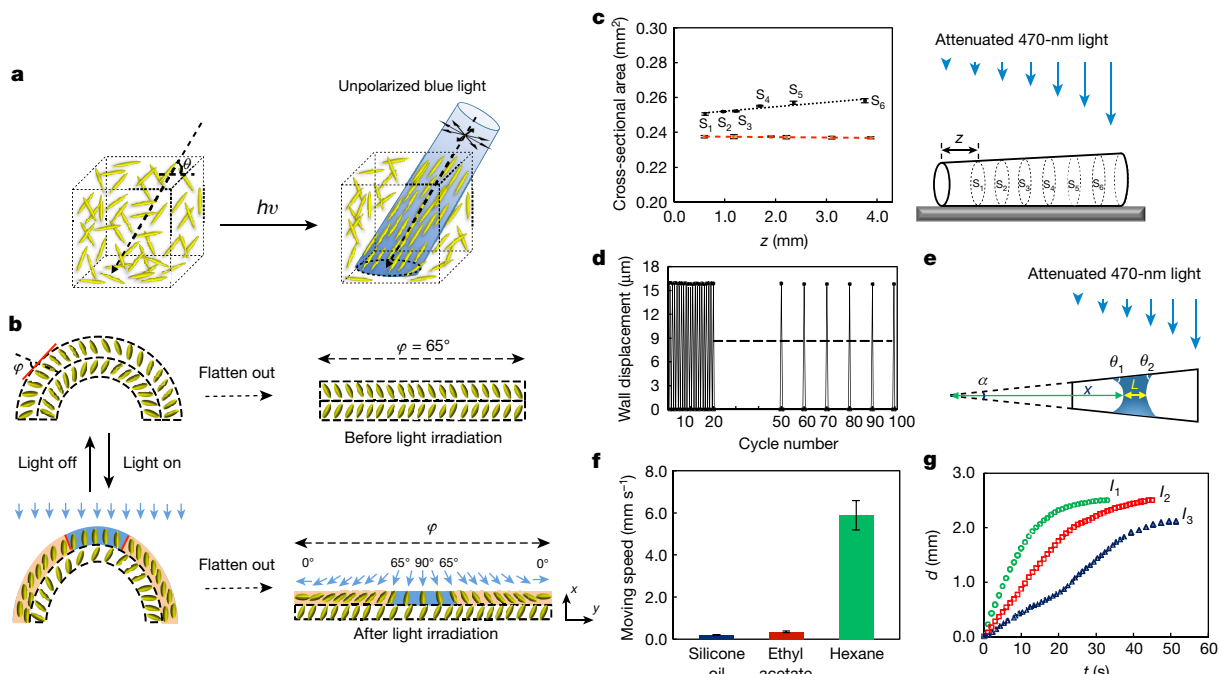 a
Unpolarized blue light
θ
hν
b
φ
Flatten out
φ = 65°
Before light irradiation
Light off
Light on
Flatten out
φ
0°
65° 90° 65°
0°
x
y
After light irradiation
c
Cross-sectional area (mm²)
0.30
0.28
0.26
0.24
0.22
0.20
S₁ S₂ S₃ S₄ S₅ S₆
0.0 1.0 2.0 3.0 4.0
z (mm)
Attenuated 470-nm light
z
S₁ S₂ S₃ S₄ S₅ S₆
d
Wall displacement (μm)
18
15
12
9
6
3
0
10 20 50 60 70 80 90 100
Cycle number
e
Attenuated 470-nm light
θ₁ θ₂
α
x
L
f
Moving speed (mm s⁻¹)
8.0
6.0
4.0
2.0
0.0
Silicone
oil
Ethyl
acetate
Hexane
g
d (mm)
3.0
2.0
1.0
0.0
I₁
I₂
I₃
0 10 20 30 40 50 60
t (s)